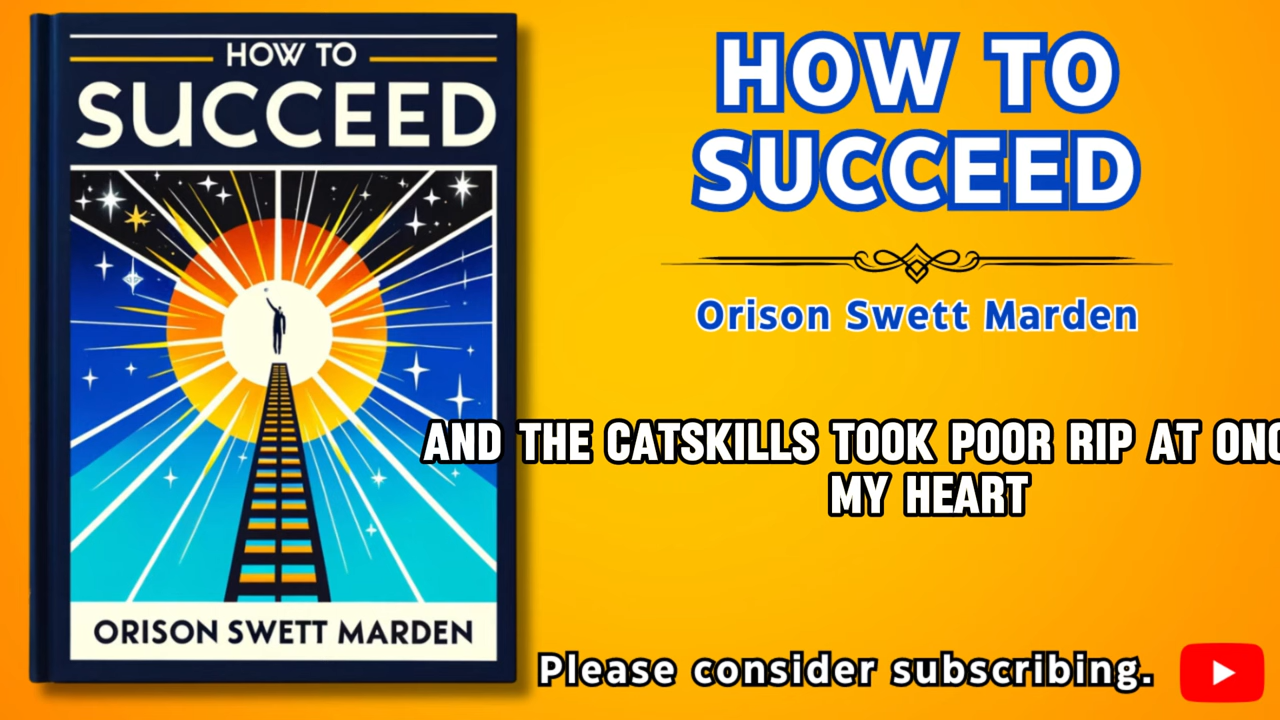 HOW TO
SUCCEED
ORISON SWETT MARDEN
HOW TO
SUCCEED
Orison Swett Marden
AND THE CATSKILLS TOOK POOR RIP AT
MY HEART
Please consider subscribing.